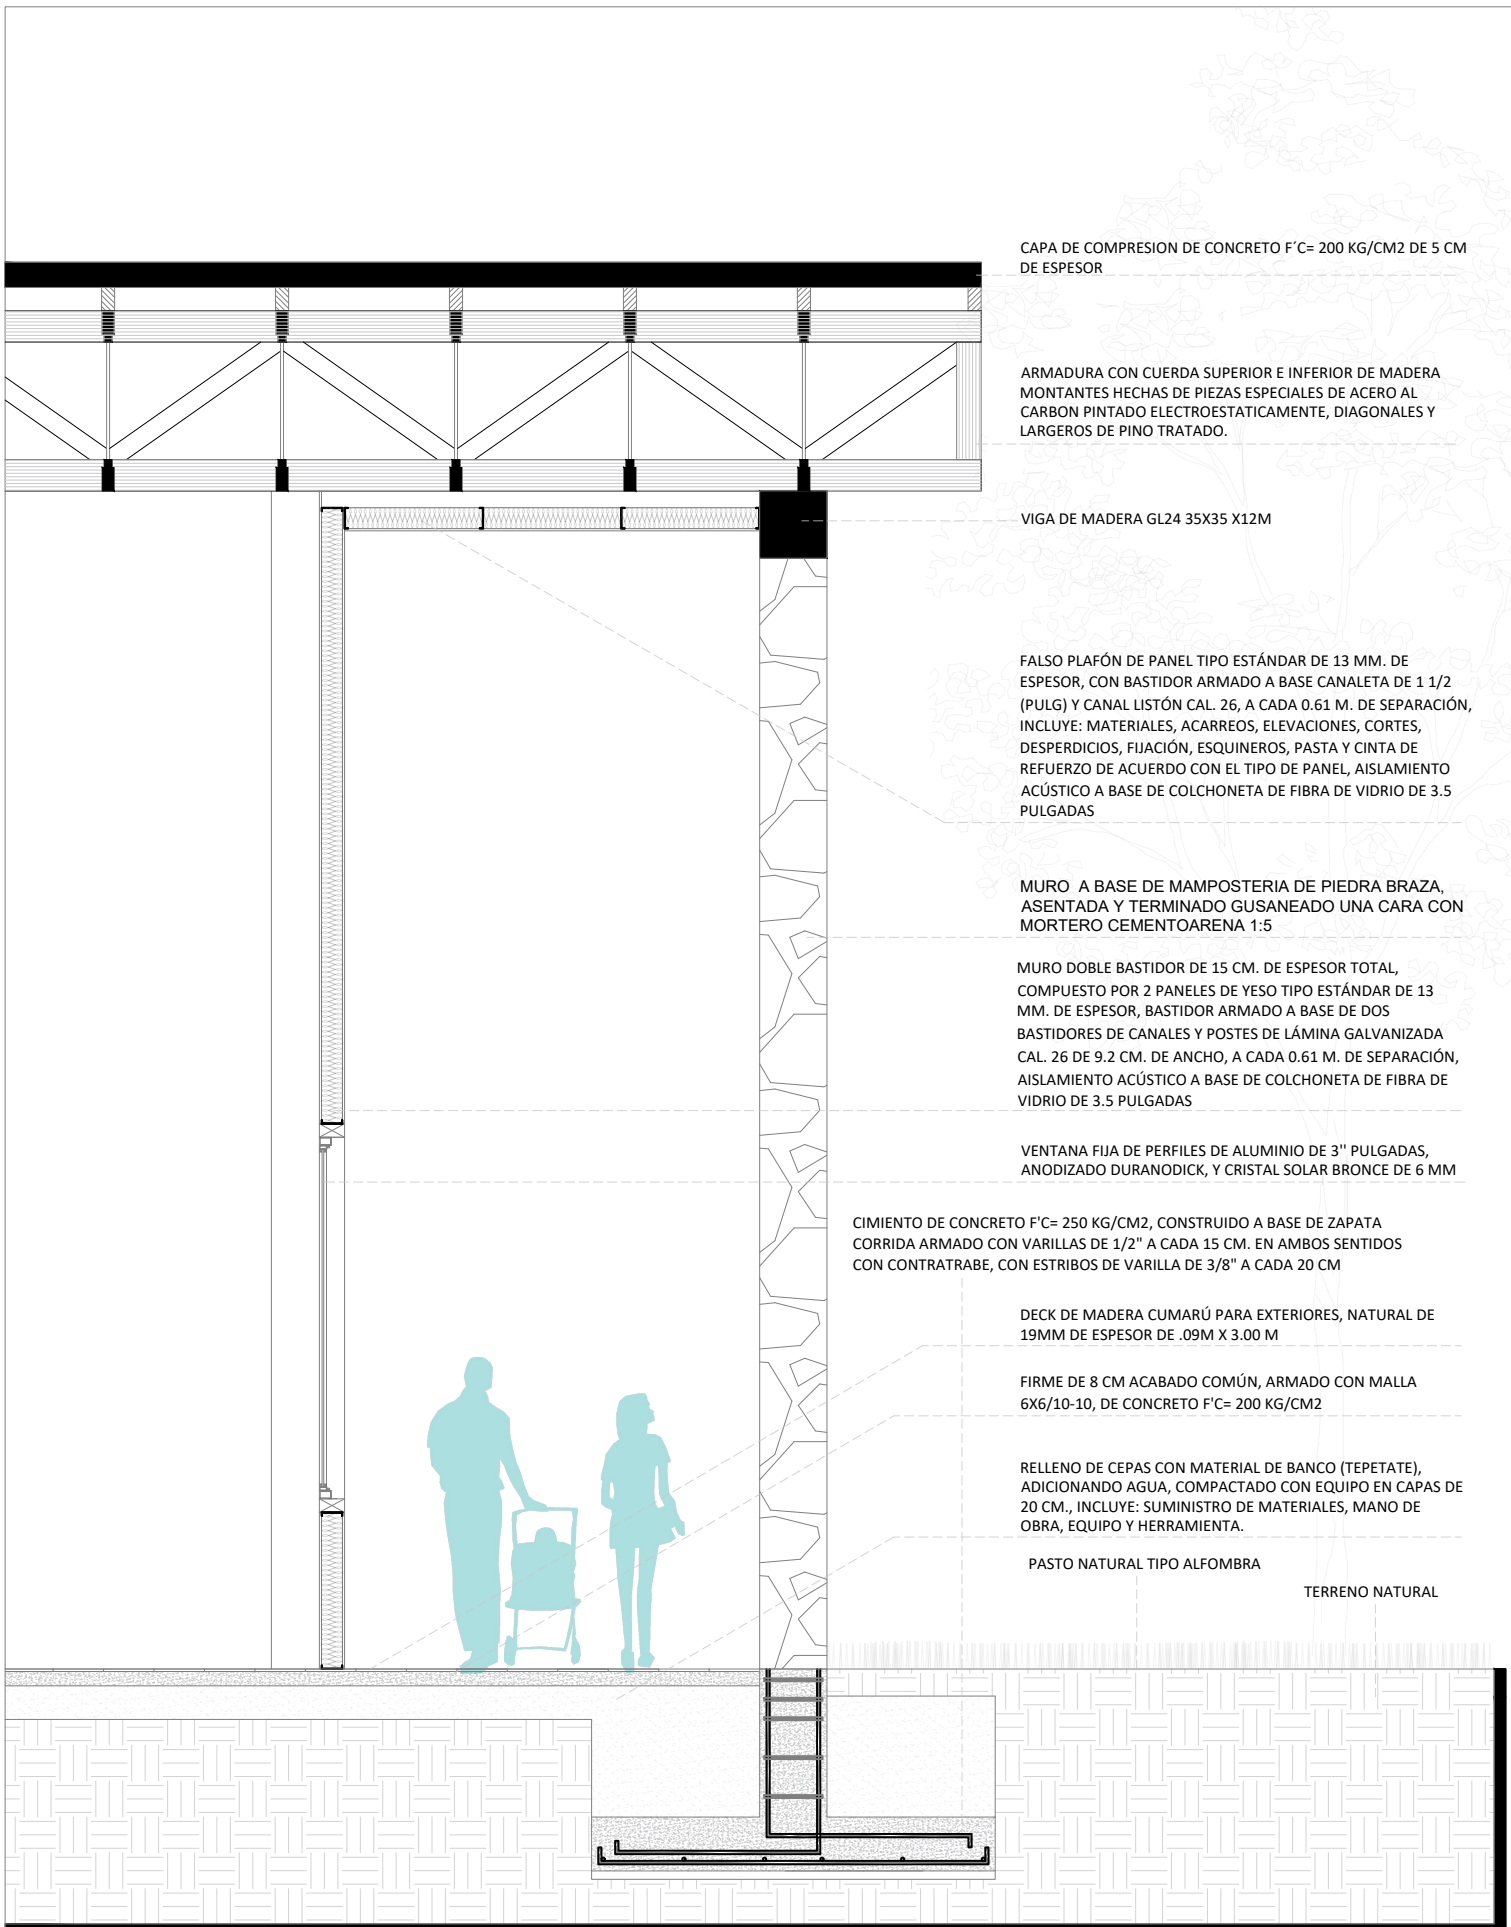 CAPA DE COMPRESION DE CONCRETO F´C= 200 KG/CM2 DE 5 CM
DE ESPESOR
ARMADURA CON CUERDA SUPERIOR E INFERIOR DE MADERA
MONTANTES HECHAS DE PIEZAS ESPECIALES DE ACERO AL
CARBON PINTADO ELECTROESTATICAMENTE, DIAGONALES Y
LARGEROS DE PINO TRATADO.
VIGA DE MADERA GL24 35X35 X12M
FALSO PLAFÓN DE PANEL TIPO ESTÁNDAR DE 13 MM. DE
ESPESOR, CON BASTIDOR ARMADO A BASE CANALETA DE 1 1/2
(PULG) Y CANAL LISTÓN CAL. 26, A CADA 0.61 M. DE SEPARACIÓN,
INCLUYE: MATERIALES, ACARREOS, ELEVACIONES, CORTES,
DESPERDICIOS, FIJACIÓN, ESQUINEROS, PASTA Y CINTA DE
REFUERZO DE ACUERDO CON EL TIPO DE PANEL, AISLAMIENTO
ACÚSTICO A BASE DE COLCHONETA DE FIBRA DE VIDRIO DE 3.5
PULGADAS
MURO  A BASE DE MAMPOSTERIA DE PIEDRA BRAZA,
ASENTADA Y TERMINADO GUSANEADO UNA CARA CON
MORTERO CEMENTOARENA 1:5
MURO DOBLE BASTIDOR DE 15 CM. DE ESPESOR TOTAL,
COMPUESTO POR 2 PANELES DE YESO TIPO ESTÁNDAR DE 13
MM. DE ESPESOR, BASTIDOR ARMADO A BASE DE DOS
BASTIDORES DE CANALES Y POSTES DE LÁMINA GALVANIZADA
CAL. 26 DE 9.2 CM. DE ANCHO, A CADA 0.61 M. DE SEPARACIÓN,
AISLAMIENTO ACÚSTICO A BASE DE COLCHONETA DE FIBRA DE
VIDRIO DE 3.5 PULGADAS
VENTANA FIJA DE PERFILES DE ALUMINIO DE 3'' PULGADAS,
ANODIZADO DURANODICK, Y CRISTAL SOLAR BRONCE DE 6 MM
CIMIENTO DE CONCRETO F'C= 250 KG/CM2, CONSTRUIDO A BASE DE ZAPATA
CORRIDA ARMADO CON VARILLAS DE 1/2" A CADA 15 CM. EN AMBOS SENTIDOS
CON CONTRATRABE, CON ESTRIBOS DE VARILLA DE 3/8" A CADA 20 CM
DECK DE MADERA CUMARÚ PARA EXTERIORES, NATURAL DE
19MM DE ESPESOR DE .09M X 3.00 M
FIRME DE 8 CM ACABADO COMÚN, ARMADO CON MALLA
6X6/10-10, DE CONCRETO F'C= 200 KG/CM2
RELLENO DE CEPAS CON MATERIAL DE BANCO (TEPETATE),
ADICIONANDO AGUA, COMPACTADO CON EQUIPO EN CAPAS DE
20 CM., INCLUYE: SUMINISTRO DE MATERIALES, MANO DE
OBRA, EQUIPO Y HERRAMIENTA.
PASTO NATURAL TIPO ALFOMBRA
TERRENO NATURAL